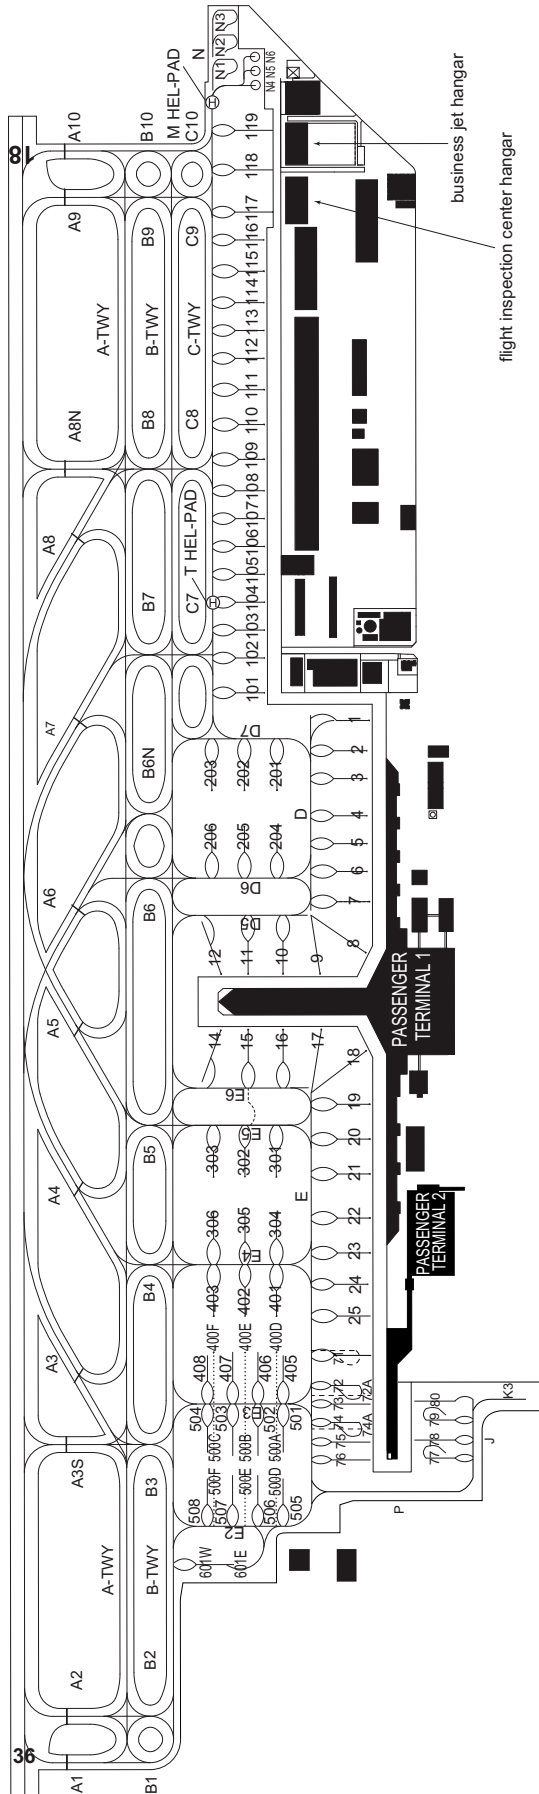 18
A10
B10
M HEL-PAD
C10
N
N1
N2
N3
N4
N5
N6
119
118
117
116
115
114
113
112
111
110
109
108
107
106
105
104
103
102
101
A9
B9
C9
A-TWY
B-TWY
C-TWY
A8N
B8
C8
A8
B7
C7
T HEL-PAD
A7
B6N
A6
B6
A5
B5
A4
B4
A3
A3S
B3
A-TWY
B-TWY
A2
B2
36
A1
B1
business jet hangar
flight inspection center hangar
D7
203
202
201
D
206
205
204
D6
D5
1
2
3
4
5
6
7
8
9
10
11
12
PASSENGER
TERMINAL 1
14
15
16
17
18
E6
E5
303
302
301
E
306
305
304
E4
403
402
401
19
20
21
22
23
24
25
PASSENGER
TERMINAL 2
400F
400E
400D
408
407
406
405
E3
504
503
502
501
500C
500B
500A
500F
500E
500D
508
507
506
505
E2
601W
601E
71
72
72A
73
74
74A
75
76
77
78
79
80
K3
J
P